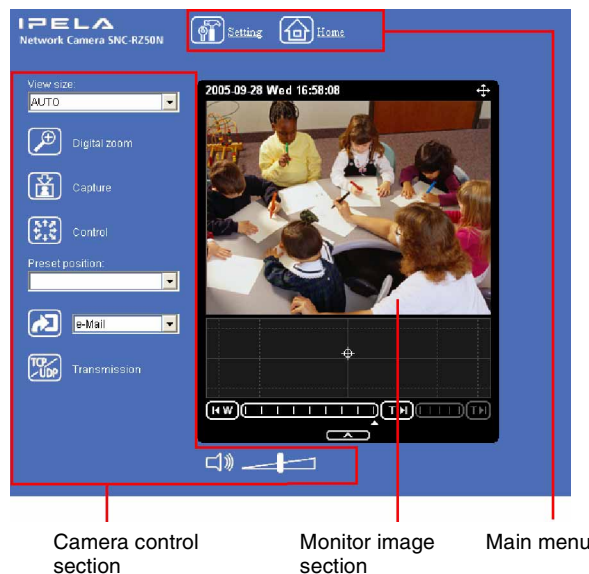 IPELA
Network Camera SNC-RZ50N
Setting
Home
View size:
AUTO
2005-09-28 Wed 16:58:08
Digital zoom
Capture
Control
Preset position:
e-Mail
TCP/UDP
Transmission
W
T
T
Camera control section
Monitor image section
Main menu